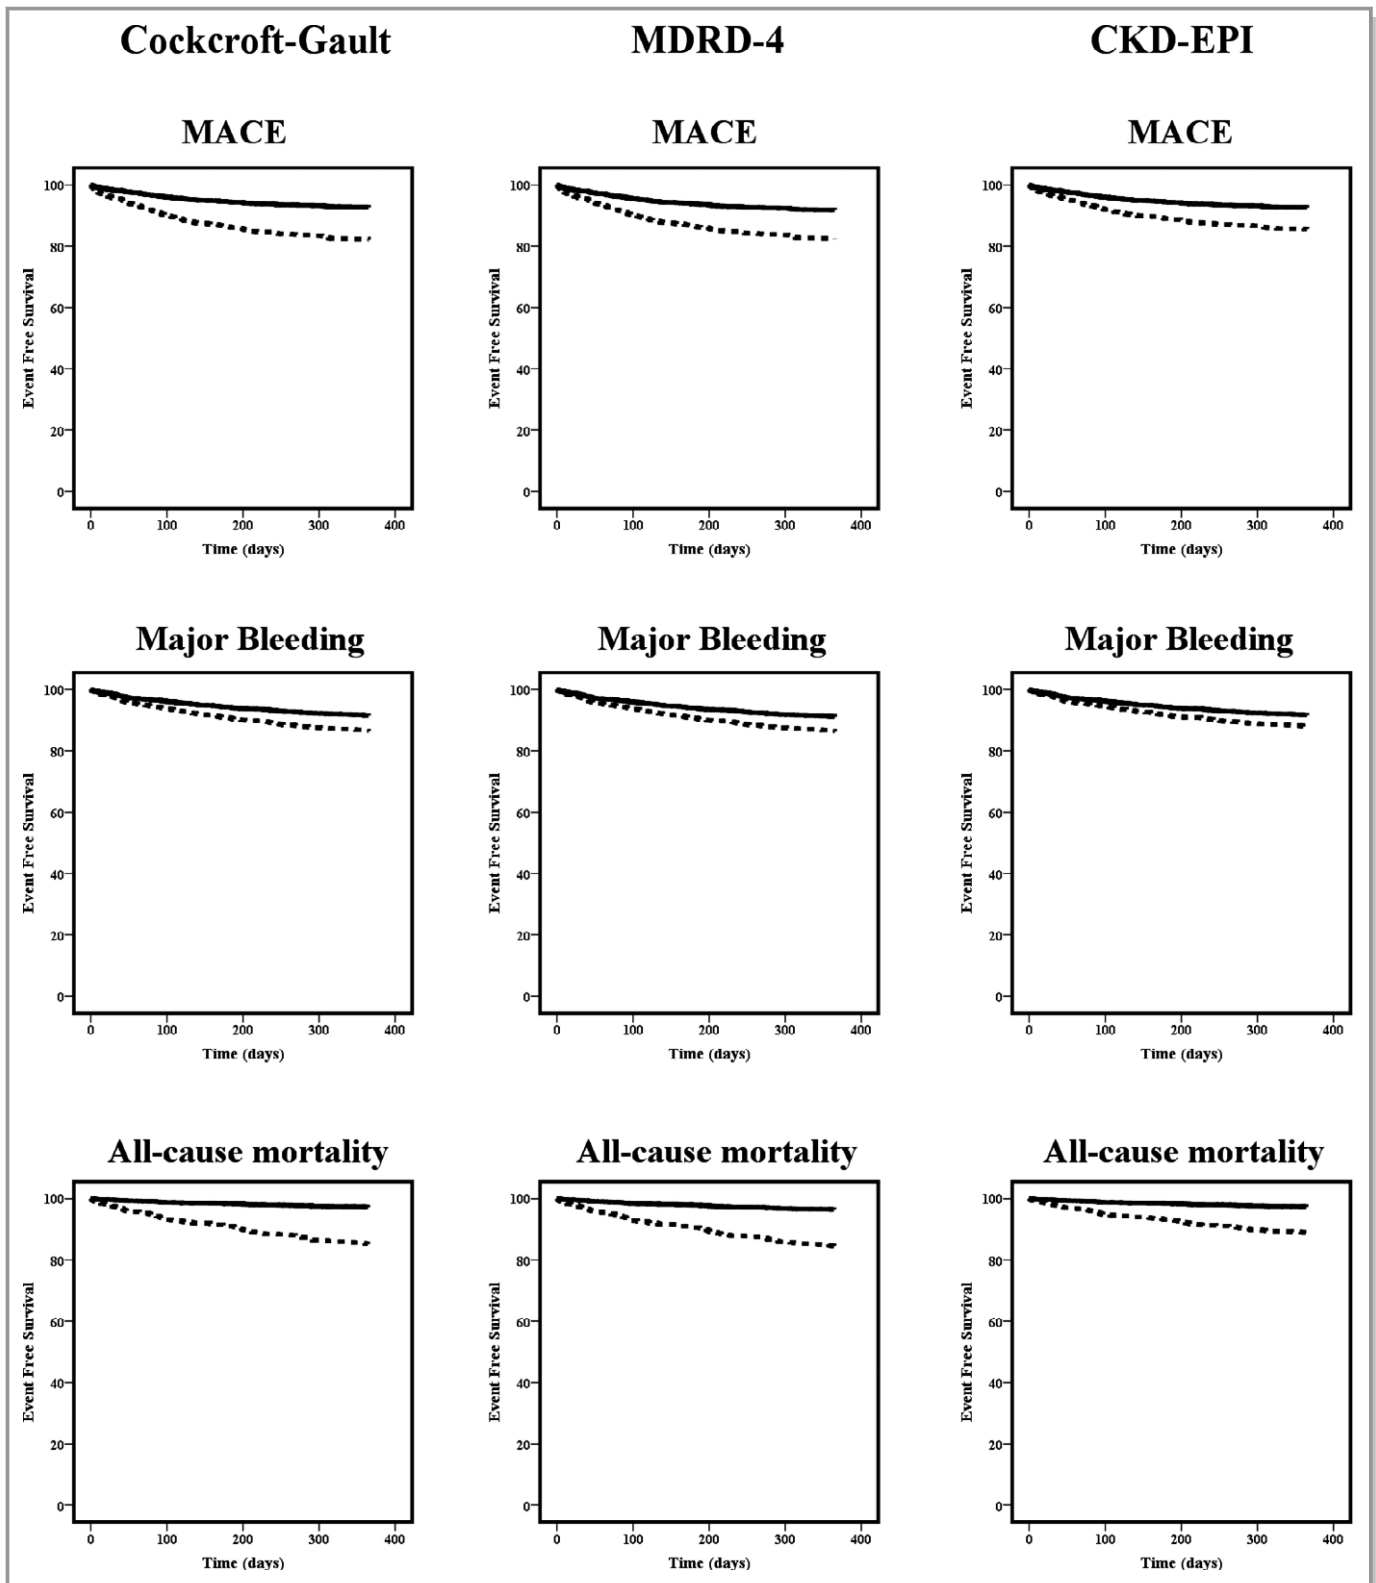 Cockcroft-Gault MDRD-4 CKD-EPI
MACE MACE MACE
100 100 100
80 80 80
60 60 60
40 40 40
20 20 20
0 0 0
Event Free Survival Event Free Survival Event Free Survival
0 100 200 300 400 0 100 200 300 400 0 100 200 300 400
Time (days) Time (days) Time (days)
Major Bleeding Major Bleeding Major Bleeding
100 100 100
80 80 80
60 60 60
40 40 40
20 20 20
0 0 0
Event Free Survival Event Free Survival Event Free Survival
0 100 200 300 400 0 100 200 300 400 0 100 200 300 400
Time (days) Time (days) Time (days)
All-cause mortality All-cause mortality All-cause mortality
100 100 100
80 80 80
60 60 60
40 40 40
20 20 20
0 0 0
Event Free Survival Event Free Survival Event Free Survival
0 100 200 300 400 0 100 200 300 400 0 100 200 300 400
Time (days) Time (days) Time (days)